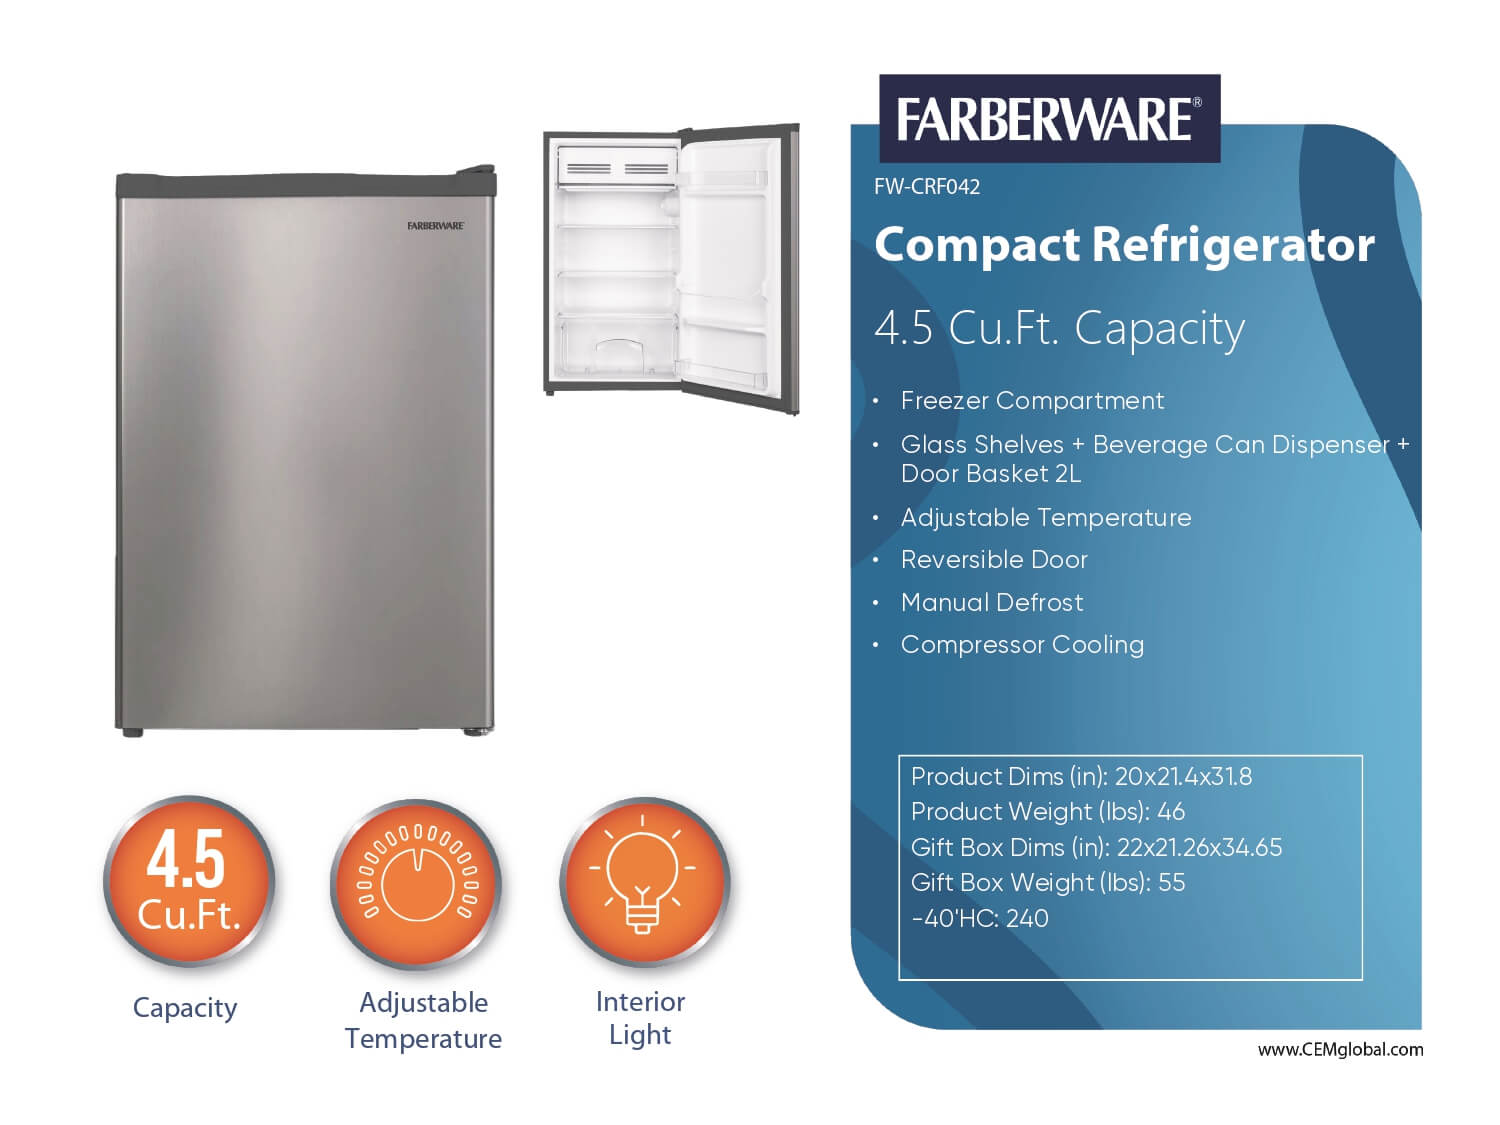 FARBERWARE
FARBERWARE®
FW-CRF042
Compact Refrigerator
4.5 Cu.Ft. Capacity
• Freezer Compartment
• Glass Shelves + Beverage Can Dispenser +
Door Basket 2L
• Adjustable Temperature
• Reversible Door
• Manual Defrost
• Compressor Cooling
Product Dims (in): 20x21.4x31.8
Product Weight (lbs): 46
Gift Box Dims (in): 22x21.26x34.65
Gift Box Weight (lbs): 55
-40'HC: 240
4.5
Cu.Ft.
Capacity
Adjustable
Temperature
Interior
Light
www.CEMglobal.com